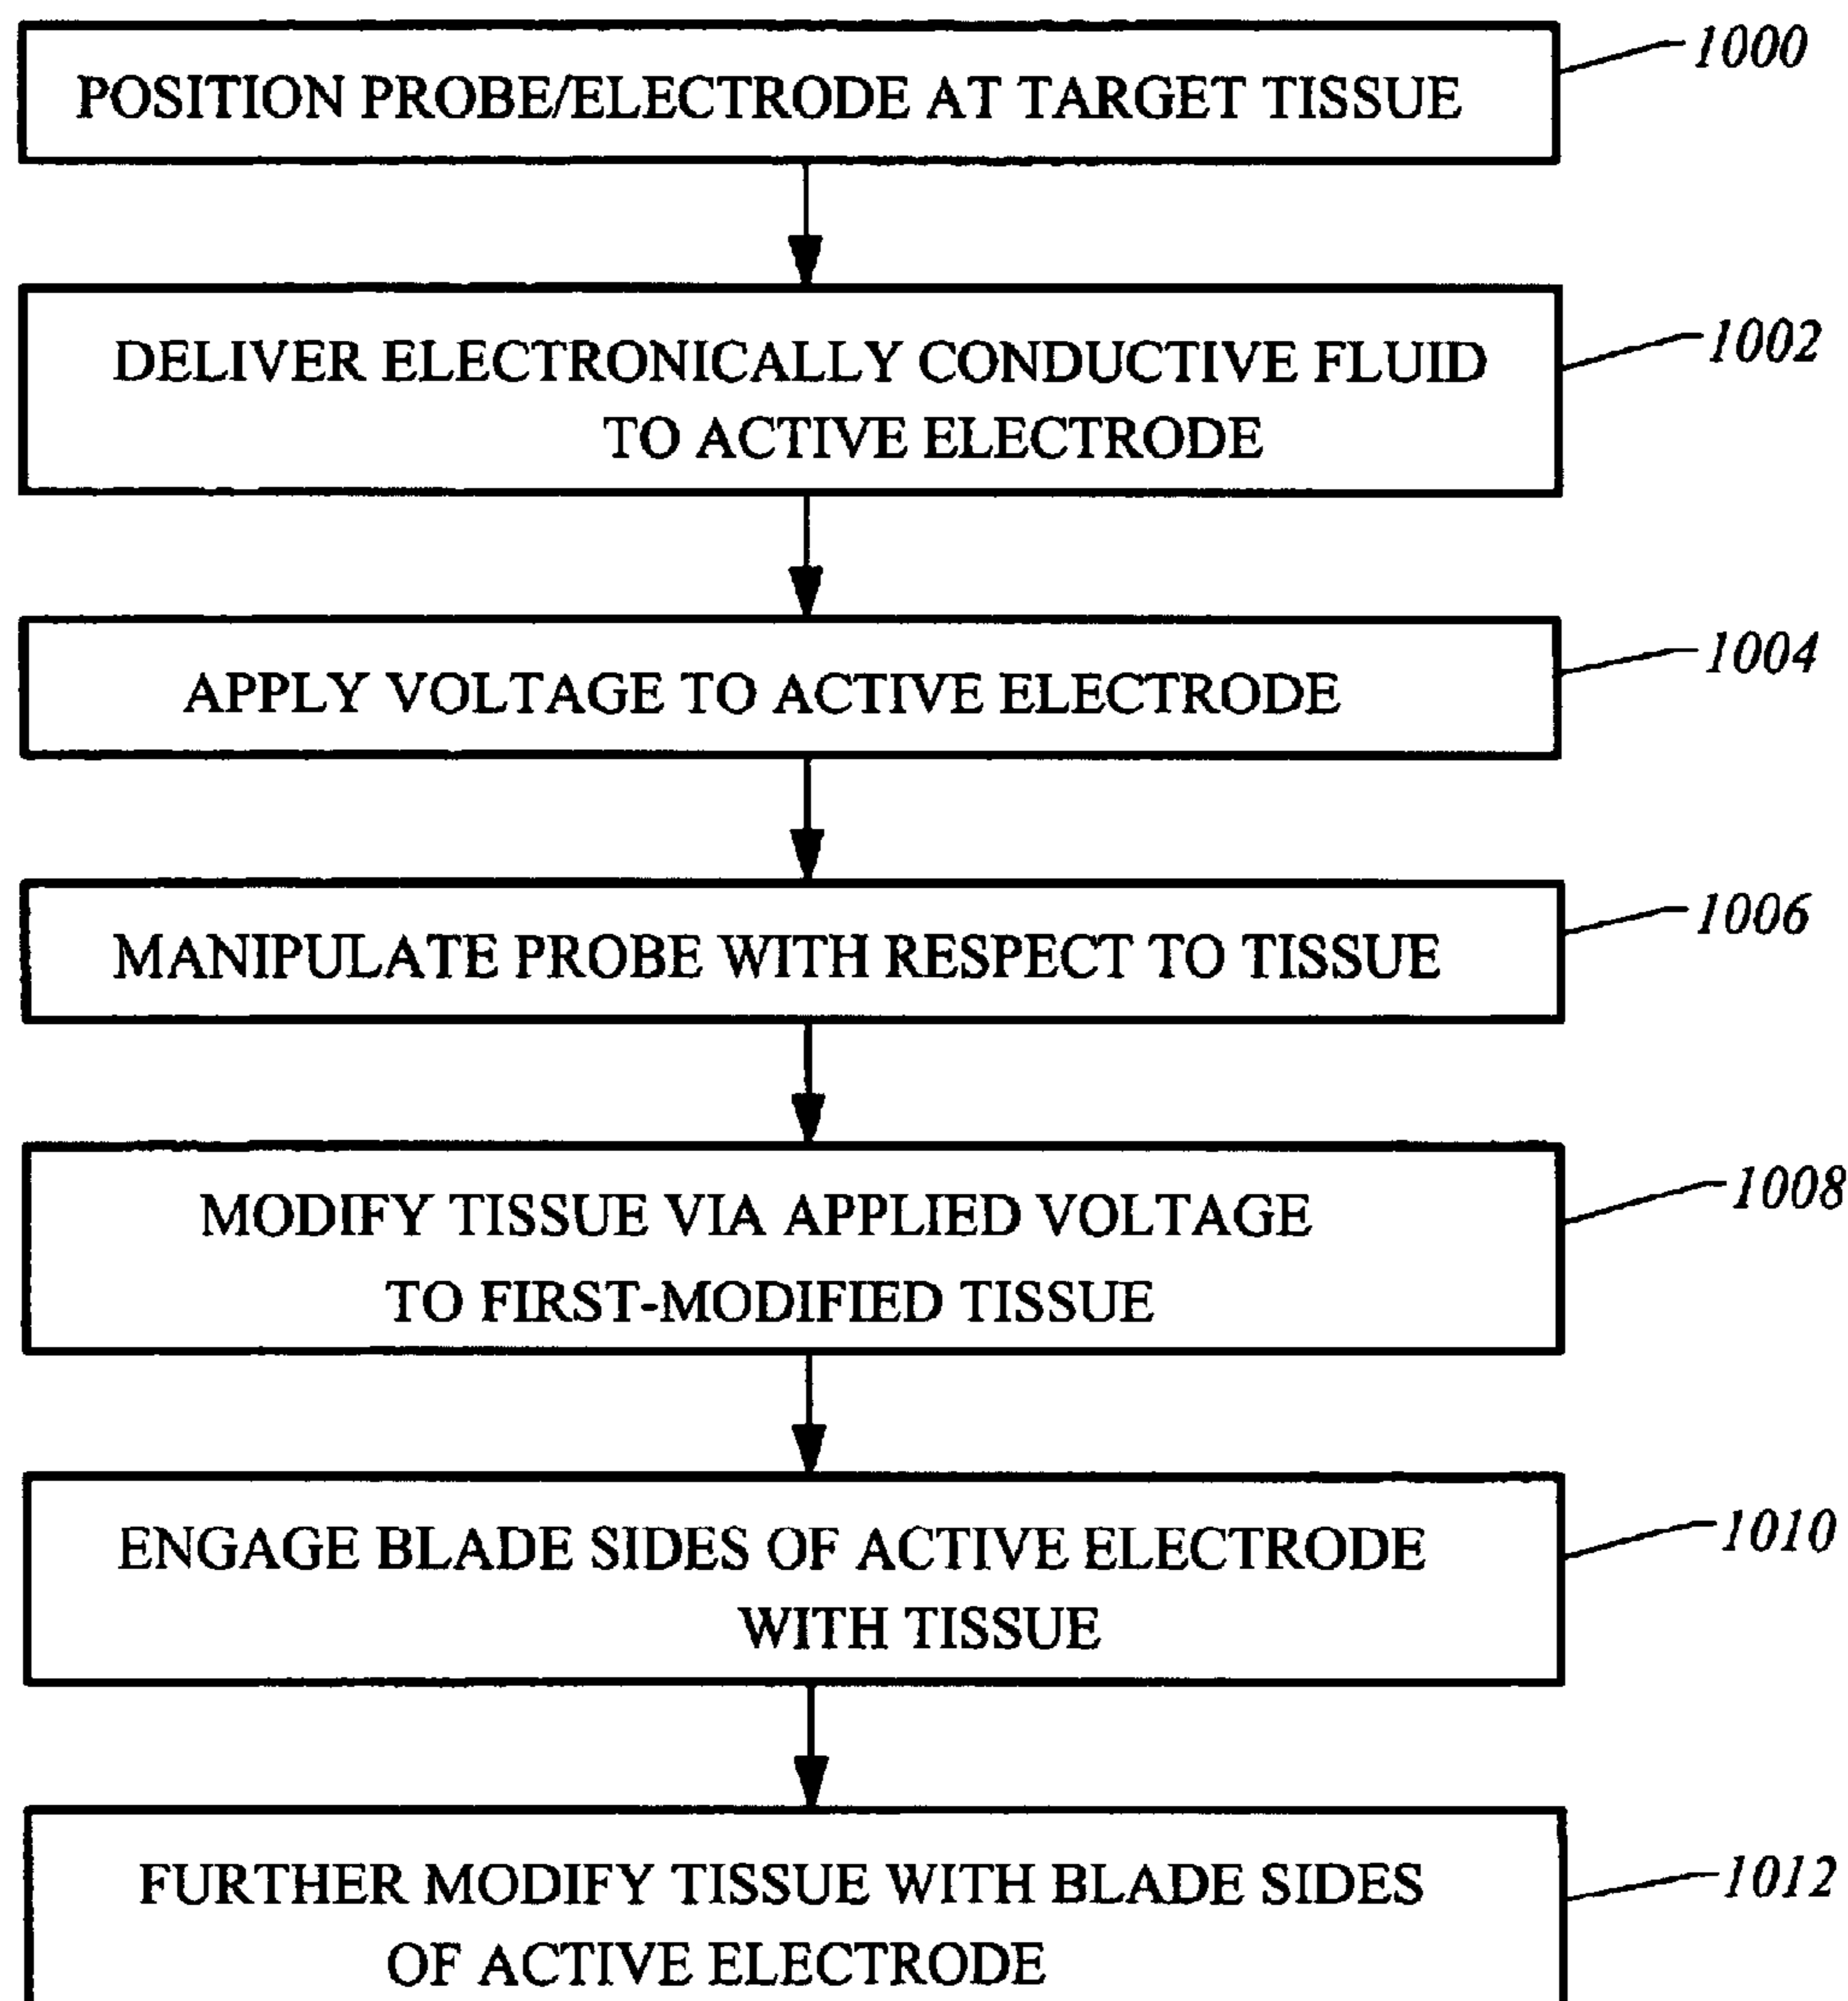 POSITION PROBE/ELECTRODE AT TARGET TISSUE
1000
DELIVER ELECTRONICALLY CONDUCTIVE FLUID
TO ACTIVE ELECTRODE
1002
APPLY VOLTAGE TO ACTIVE ELECTRODE
1004
MANIPULATE PROBE WITH RESPECT TO TISSUE
1006
MODIFY TISSUE VIA APPLIED VOLTAGE
TO FIRST-MODIFIED TISSUE
1008
ENGAGE BLADE SIDES OF ACTIVE ELECTRODE
WITH TISSUE
1010
FURTHER MODIFY TISSUE WITH BLADE SIDES
OF ACTIVE ELECTRODE
1012